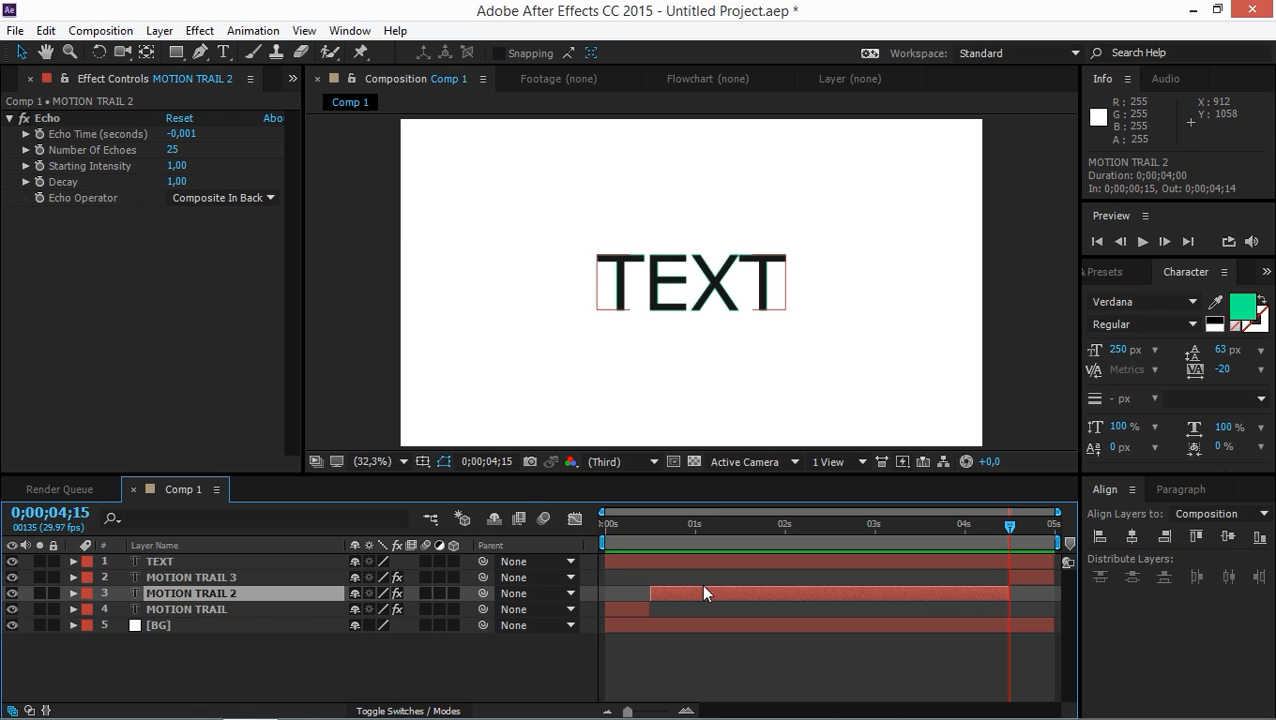 Adobe After Effects CC 2015 - Untitled Project.aep *
File Edit Composition Layer Effect Animation View Window Help
Snapping
Workspace: Standard
Search Help
Effect Controls MOTION TRAIL 2
Composition Comp 1
Footage (none)
Flowchart (none)
Layer (none)
Info
Audio
Comp 1 • MOTION TRAIL 2
Comp 1
fx Echo Reset Abo
Echo Time (seconds) -0,001
Number Of Echoes 25
Starting Intensity 1,00
Decay 1,00
Echo Operator Composite In Back
R : 255
G : 255
B : 255
A : 255
X : 912
Y : 1058
MOTION TRAIL 2
Duration: 0;00;04;00
In: 0;00;00;15, Out: 0;00;04;14
Preview
TEXT
& Presets
Character
Verdana
Regular
250 px
63 px
Metrics
-20
- px
100 %
100 %
0 px
0 %
(32,3%)
0;00;04;15
(Third)
Active Camera
1 View
+0,0
Render Queue
Comp 1
Align
Paragraph
0;00;04;15
00135 (29.97 fps)
:00s 01s 02s 03s 04s 05s
Align Layers to: Composition
# Layer Name
Parent
1 T TEXT None
2 T MOTION TRAIL 3 fx None
3 T MOTION TRAIL 2 fx None
4 T MOTION TRAIL fx None
5 [BG] None
Distribute Layers:
Toggle Switches / Modes